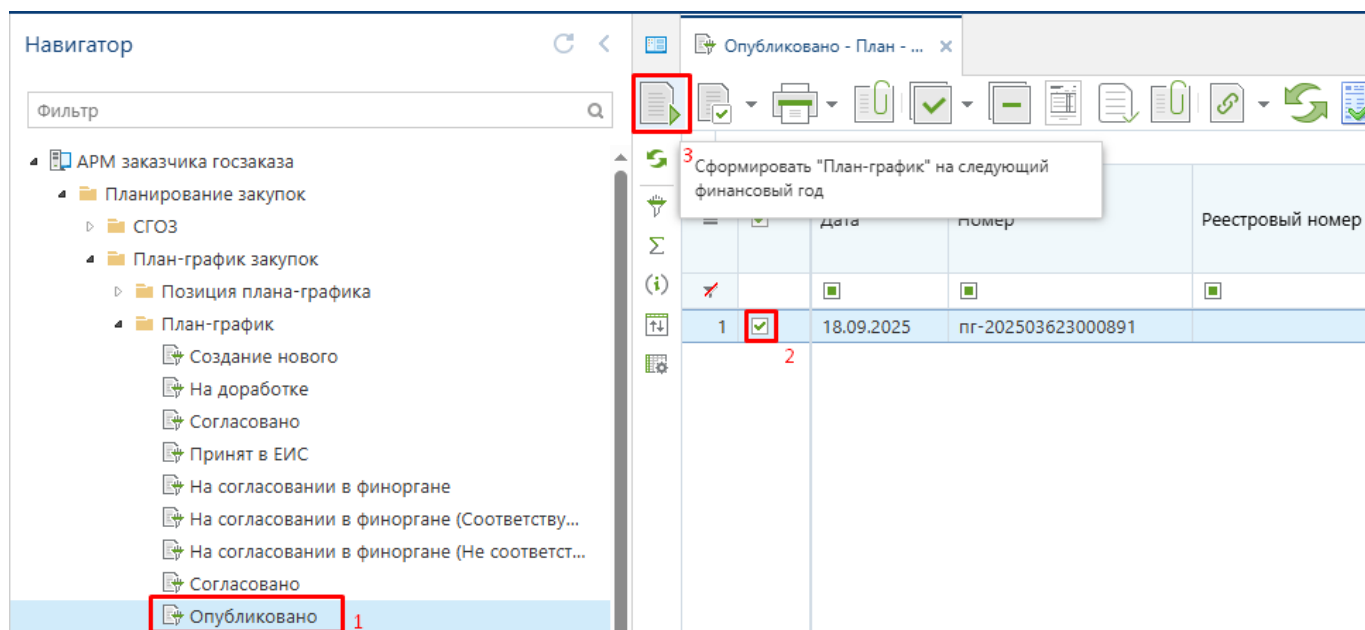 Навигатор
Опубликовано - План - ...
Фильтр
3
Сформировать "План-график" на следующий
финансовый год
АРМ заказчика госзаказа
Планирование закупок
СГОЗ
План-график закупок
Позиция плана-графика
План-график
Создание нового
На доработке
Согласовано
Принят в ЕИС
На согласовании в финоргане
На согласовании в финоргане (Соответству...
На согласовании в финоргане (Не соответст...
Согласовано
Опубликовано
1
Дата
Номер
Реестровый номер
1
18.09.2025
пг-202503623000891
2